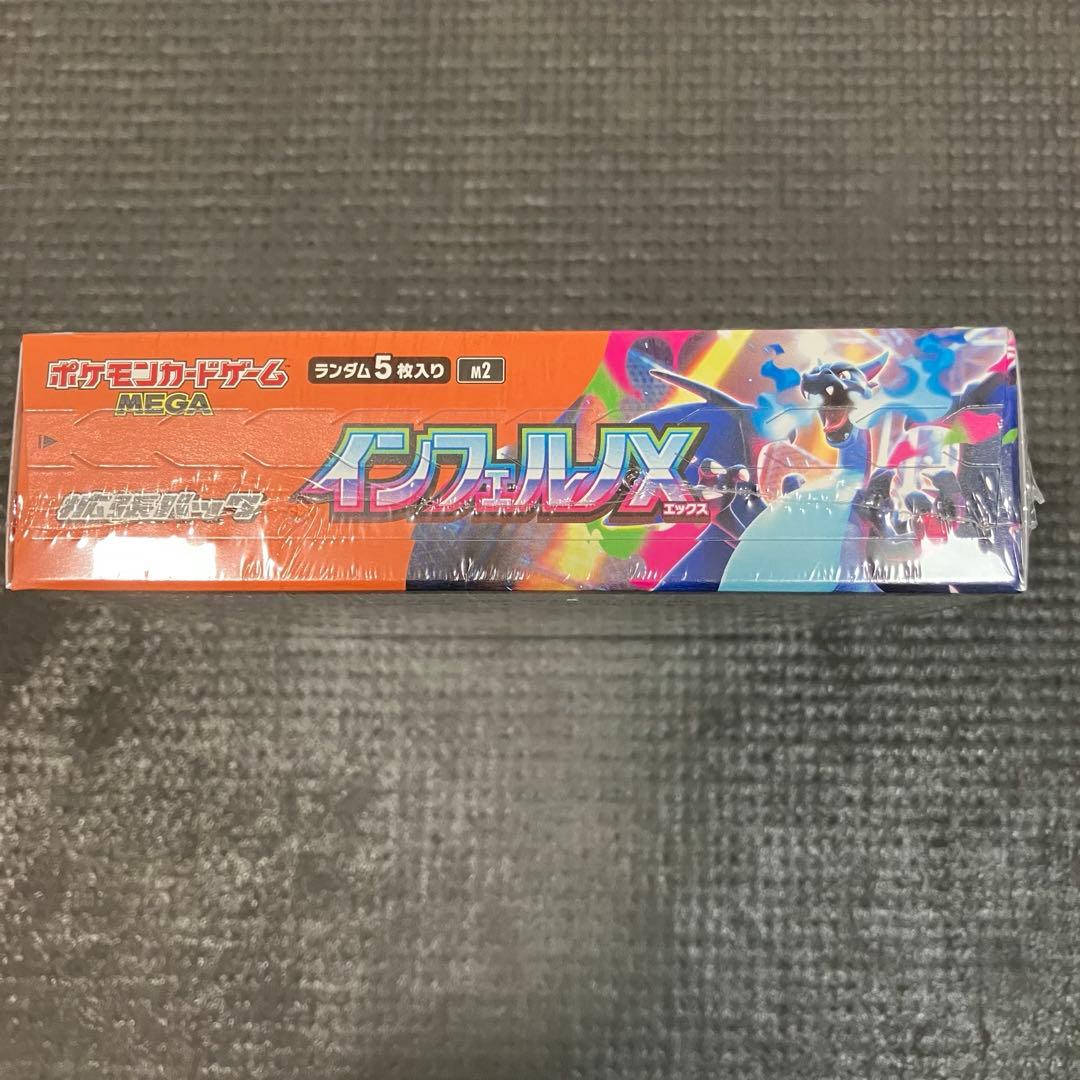 ポケモンカードゲーム
MEGA
ランダム5枚入り
M2
拡張パック
インフェルノX
エックス